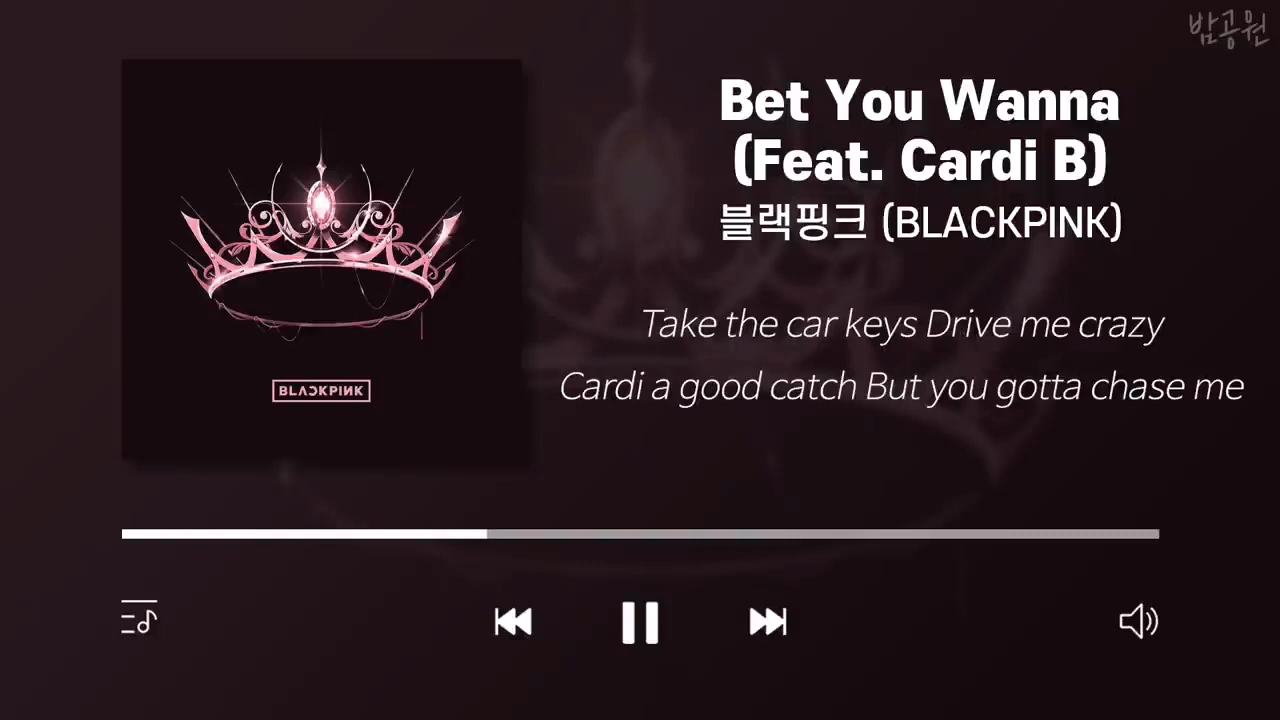 밤공원
Bet You Wanna
(Feat. Cardi B)
블랙핑크 (BLACKPINK)
Take the car keys Drive me crazy
Cardi a good catch But you gotta chase me
BLACKPINK